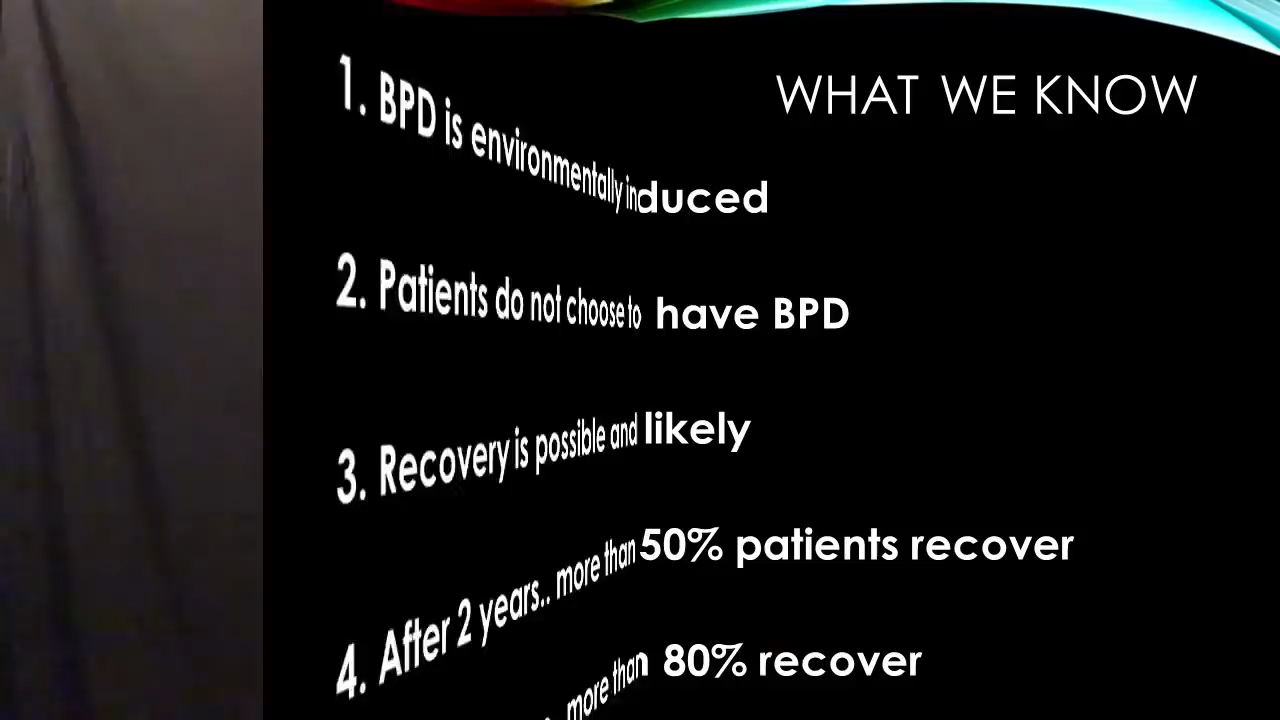 WHAT WE KNOW
1. BPD is environmentally induced
2. Patients do not choose to have BPD
3. Recovery is possible and likely
4. After 2 years.. more than 50% patients recover
more than 80% recover